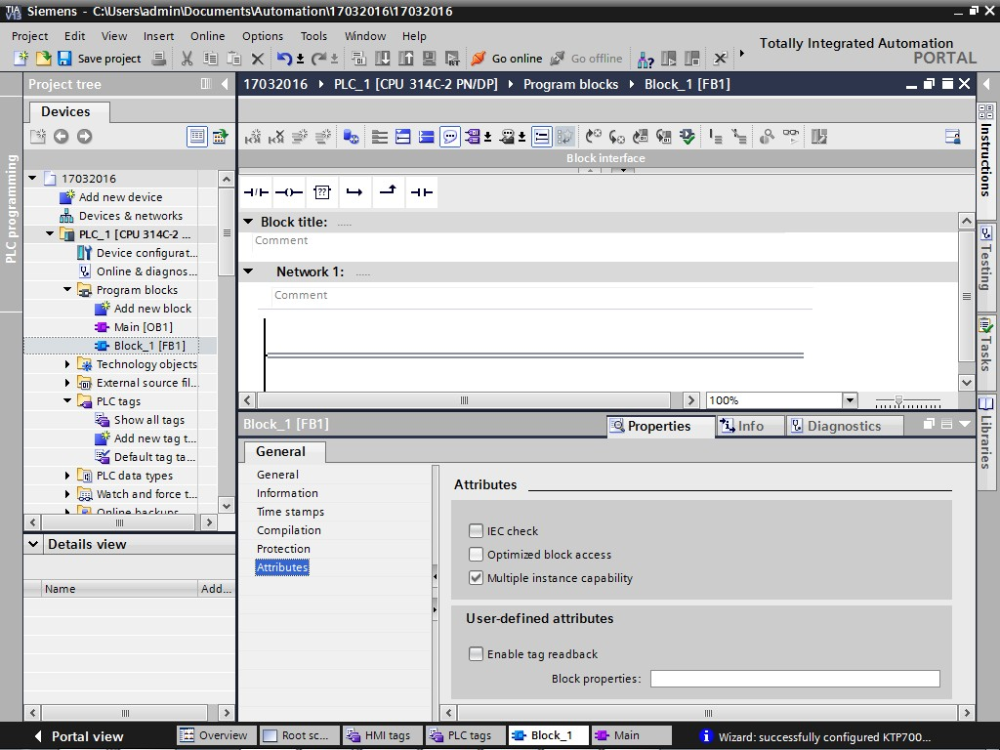 TIA V13 Siemens - C:\Users\admin\Documents\Automation\17032016\17032016
Project Edit View Insert Online Options Tools Window Help
Save project Go online Go offline
Totally Integrated Automation
PORTAL
Project tree
17032016 PLC_1 [CPU 314C-2 PN/DP] Program blocks Block_1 [FB1]
Devices
Block interface
PLC programming
17032016
Add new device
Devices & networks
PLC_1 [CPU 314C-2 ...
Device configurat...
Online & diagnos...
Program blocks
Add new block
Main [OB1]
Block_1 [FB1]
Technology objects
External source fil...
PLC tags
Show all tags
Add new tag t...
Default tag ta...
PLC data types
Watch and force t...
Online backups
Details view
Name Add...
??
Block title: .....
Comment
Network 1: .....
Comment
100%
Block_1 [FB1]
Properties Info Diagnostics
General
General
Information
Time stamps
Compilation
Protection
Attributes
Attributes
IEC check
Optimized block access
Multiple instance capability
User-defined attributes
Enable tag readback
Block properties:
Instructions
Testing
Tasks
Libraries
Portal view Overview Root sc... HMI tags PLC tags Block_1 Main Wizard: successfully configured KTP700...